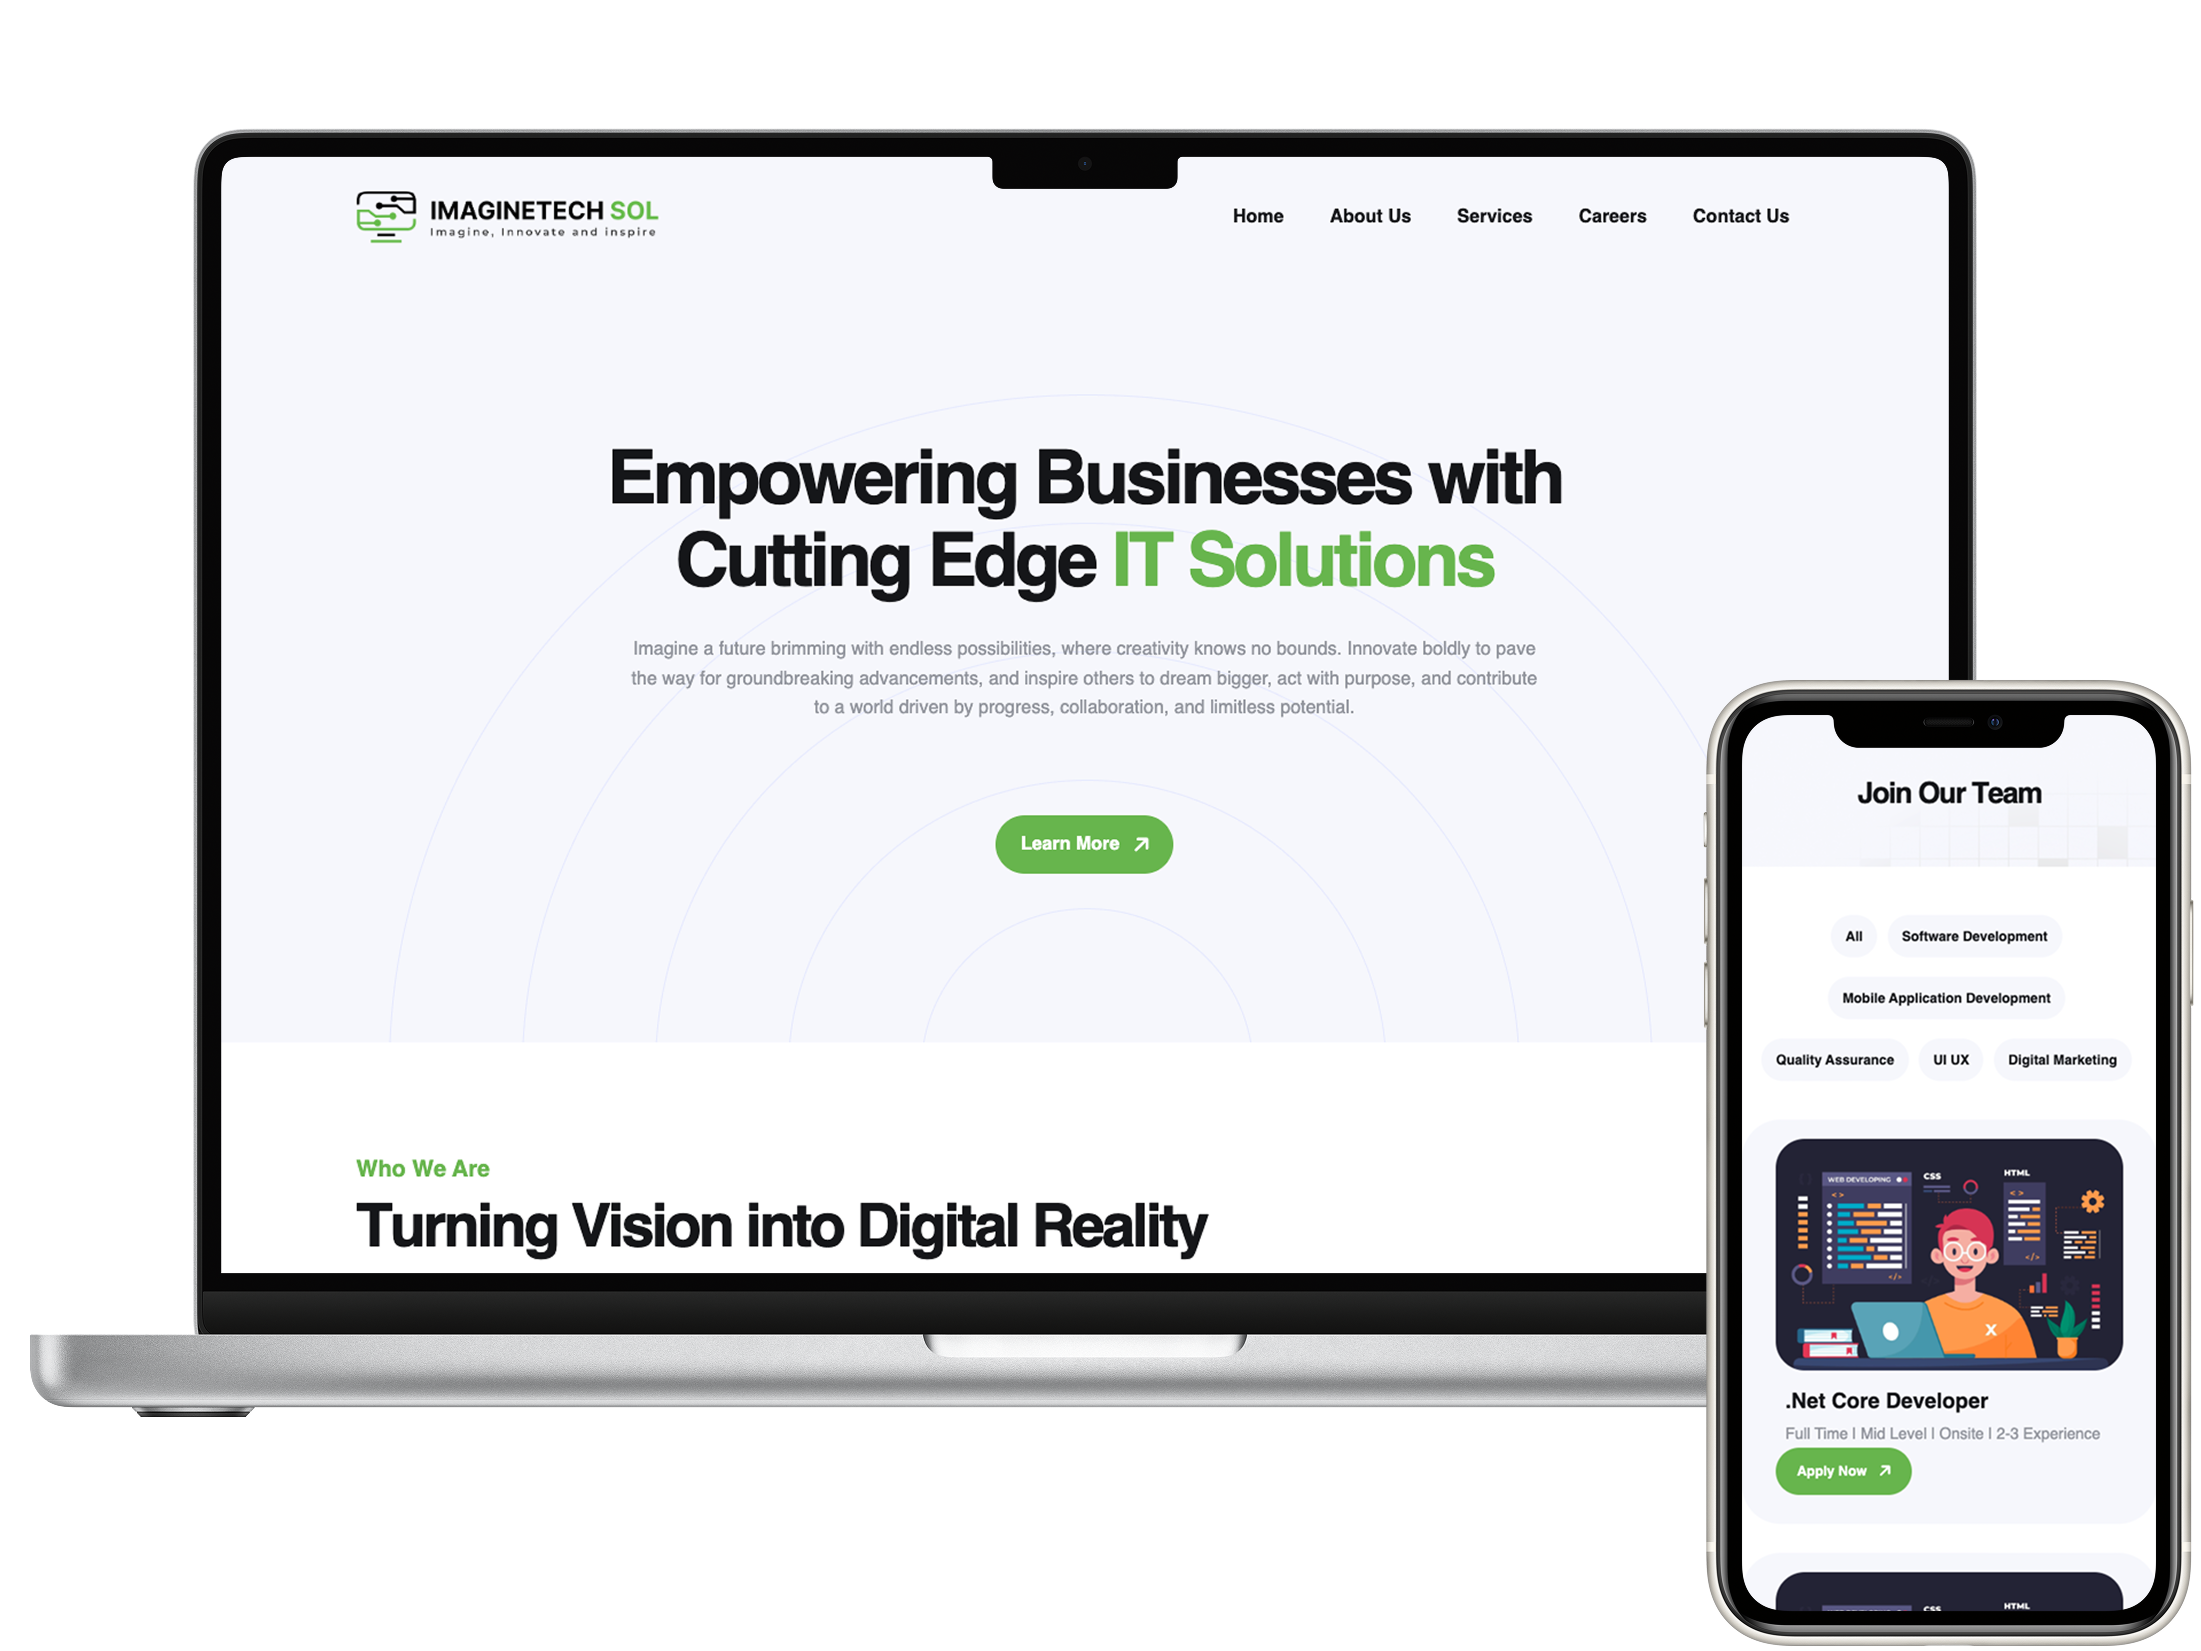 IMAGINETECH SOL
Imagine, Innovate and inspire
Home About Us Services Careers Contact Us
Empowering Businesses with
Cutting Edge IT Solutions
Imagine a future brimming with endless possibilities, where creativity knows no bounds. Innovate boldly to pave
the way for groundbreaking advancements, and inspire others to dream bigger, act with purpose, and contribute
to a world driven by progress, collaboration, and limitless potential.
Learn More
Who We Are
Turning Vision into Digital Reality
Join Our Team
All Software Development
Mobile Application Development
Quality Assurance UI UX Digital Marketing
WEB DEVELOPING CSS HTML
< > < >
</> </>
X
.Net Core Developer
Full Time I Mid Level I Onsite I 2-3 Experience
Apply Now
CSS HTML